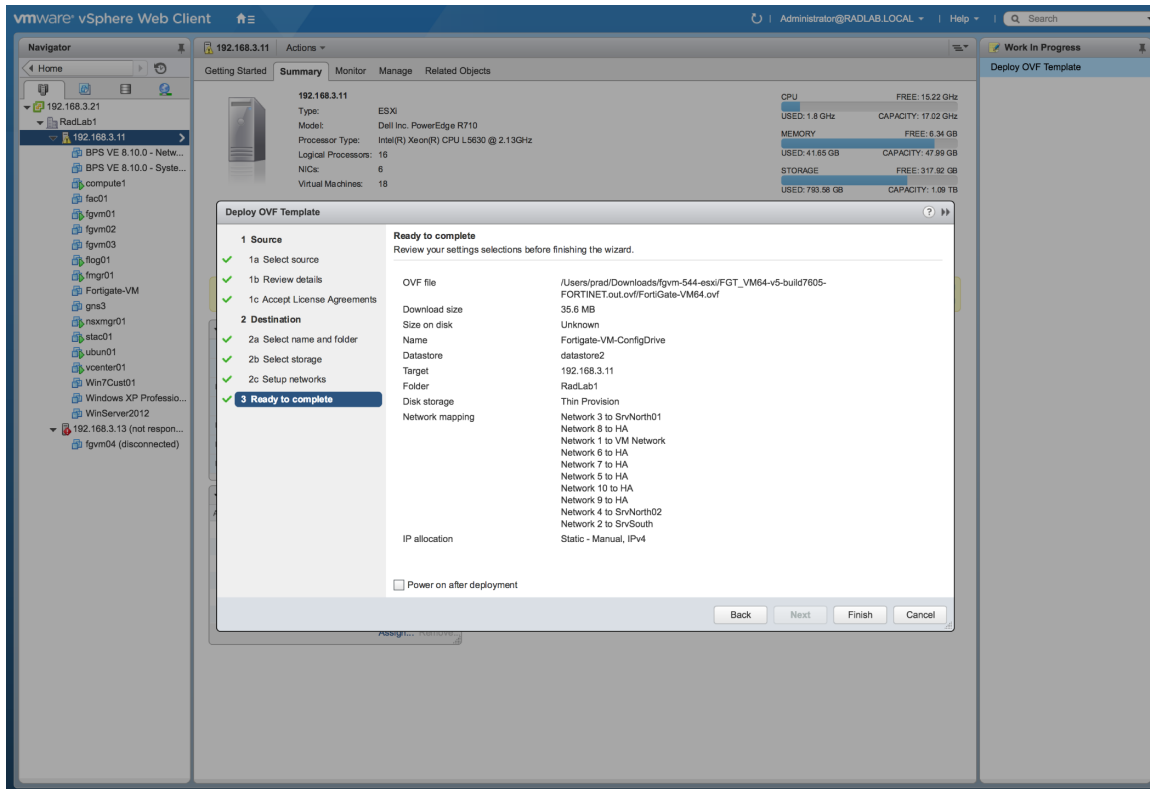 vmware® vSphere Web Client
Administrator@RADLAB.LOCAL
Help
Search
Navigator
Home
192.168.3.21
RadLab1
192.168.3.11
BPS VE 8.10.0 - Netw...
BPS VE 8.10.0 - Syste...
compute1
fac01
fgvm01
fgvm02
fgvm03
flog01
fmgr01
Fortigate-VM
gns3
nsxmgr01
stac01
ubun01
vcenter01
Win7Cust01
Windows XP Professio...
WinServer2012
192.168.3.13 (not respon...
fgvm04 (disconnected)
192.168.3.11 Actions
Getting Started Summary Monitor Manage Related Objects
192.168.3.11
Type: ESXi
Model: Dell Inc. PowerEdge R710
Processor Type: Intel(R) Xeon(R) CPU L5630 @ 2.13GHz
Logical Processors: 16
NICs: 6
Virtual Machines: 18
CPU FREE: 15.22 GHz
USED: 1.8 GHz CAPACITY: 17.02 GHz
MEMORY FREE: 6.34 GB
USED: 41.65 GB CAPACITY: 47.99 GB
STORAGE FREE: 317.92 GB
USED: 793.58 GB CAPACITY: 1.09 TB
Work In Progress
Deploy OVF Template
Deploy OVF Template
1 Source
1a Select source
1b Review details
1c Accept License Agreements
2 Destination
2a Select name and folder
2b Select storage
2c Setup networks
3 Ready to complete
Ready to complete
Review your settings selections before finishing the wizard.
OVF file /Users/prad/Downloads/fgvm-544-esxi/FGT_VM64-v5-build7605-
FORTINET.out.ovf/FortiGate-VM64.ovf
Download size 35.6 MB
Size on disk Unknown
Name Fortigate-VM-ConfigDrive
Datastore datastore2
Target 192.168.3.11
Folder RadLab1
Disk storage Thin Provision
Network mapping Network 3 to SrvNorth01
Network 8 to HA
Network 1 to VM Network
Network 6 to HA
Network 7 to HA
Network 5 to HA
Network 10 to HA
Network 9 to HA
Network 4 to SrvNorth02
Network 2 to SrvSouth
IP allocation Static - Manual, IPv4
Power on after deployment
Back Next Finish Cancel
Assign... Remove...